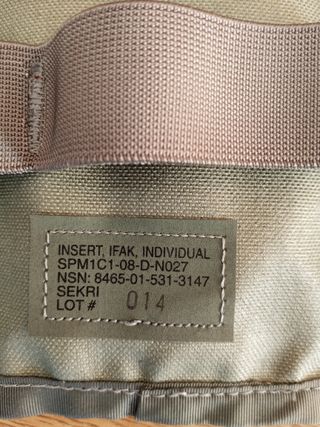 INSERT, IFAK, INDIVIDUAL
SPM1C1-08-D-N027
NSN: 8465-01-531-3147
SEKRI
LOT # 014